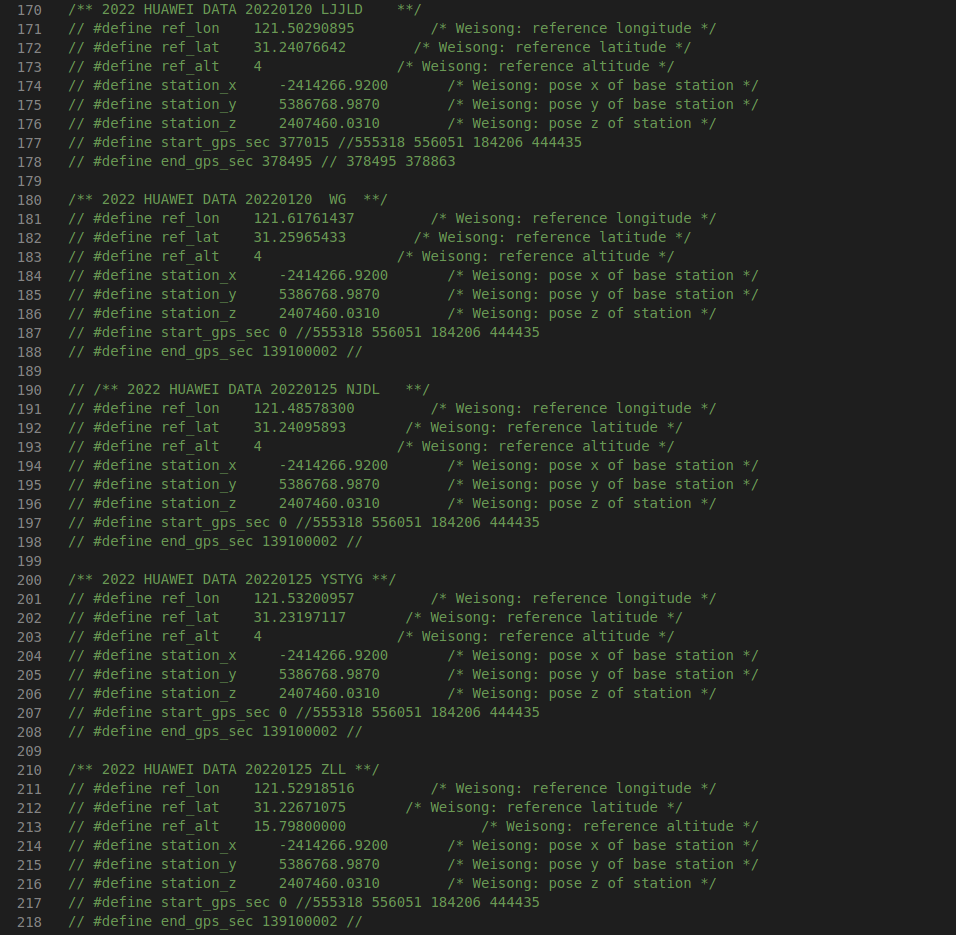 170 /** 2022 HUAWEI DATA 20220120 LJJLD    **/
171 // #define ref_lon    121.50290895          /* Weisong: reference longitude */
172 // #define ref_lat    31.24076642        /* Weisong: reference latitude */
173 // #define ref_alt    4                /* Weisong: reference altitude */
174 // #define station_x     -2414266.9200       /* Weisong: pose x of base station */
175 // #define station_y     5386768.9870        /* Weisong: pose y of base station */
176 // #define station_z     2407460.0310        /* Weisong: pose z of station */
177 // #define start_gps_sec 377015 //555318 556051 184206 444435
178 // #define end_gps_sec 378495 // 378495 378863
179
180 /** 2022 HUAWEI DATA 20220120  WG  **/
181 // #define ref_lon    121.61761437         /* Weisong: reference longitude */
182 // #define ref_lat    31.25965433        /* Weisong: reference latitude */
183 // #define ref_alt    4                /* Weisong: reference altitude */
184 // #define station_x     -2414266.9200       /* Weisong: pose x of base station */
185 // #define station_y     5386768.9870        /* Weisong: pose y of base station */
186 // #define station_z     2407460.0310        /* Weisong: pose z of station */
187 // #define start_gps_sec 0 //555318 556051 184206 444435
188 // #define end_gps_sec 139100002 //
189
190 // /** 2022 HUAWEI DATA 20220125 NJDL   **/
191 // #define ref_lon    121.48578300         /* Weisong: reference longitude */
192 // #define ref_lat    31.24095893       /* Weisong: reference latitude */
193 // #define ref_alt    4                /* Weisong: reference altitude */
194 // #define station_x     -2414266.9200       /* Weisong: pose x of base station */
195 // #define station_y     5386768.9870        /* Weisong: pose y of base station */
196 // #define station_z     2407460.0310        /* Weisong: pose z of station */
197 // #define start_gps_sec 0 //555318 556051 184206 444435
198 // #define end_gps_sec 139100002 //
199
200 /** 2022 HUAWEI DATA 20220125 YSTYG **/
201 // #define ref_lon    121.53200957         /* Weisong: reference longitude */
202 // #define ref_lat    31.23197117       /* Weisong: reference latitude */
203 // #define ref_alt    4                /* Weisong: reference altitude */
204 // #define station_x     -2414266.9200       /* Weisong: pose x of base station */
205 // #define station_y     5386768.9870        /* Weisong: pose y of base station */
206 // #define station_z     2407460.0310        /* Weisong: pose z of station */
207 // #define start_gps_sec 0 //555318 556051 184206 444435
208 // #define end_gps_sec 139100002 //
209
210 /** 2022 HUAWEI DATA 20220125 ZLL **/
211 // #define ref_lon    121.52918516         /* Weisong: reference longitude */
212 // #define ref_lat    31.22671075       /* Weisong: reference latitude */
213 // #define ref_alt    15.79800000                /* Weisong: reference altitude */
214 // #define station_x     -2414266.9200       /* Weisong: pose x of base station */
215 // #define station_y     5386768.9870        /* Weisong: pose y of base station */
216 // #define station_z     2407460.0310        /* Weisong: pose z of station */
217 // #define start_gps_sec 0 //555318 556051 184206 444435
218 // #define end_gps_sec 139100002 //